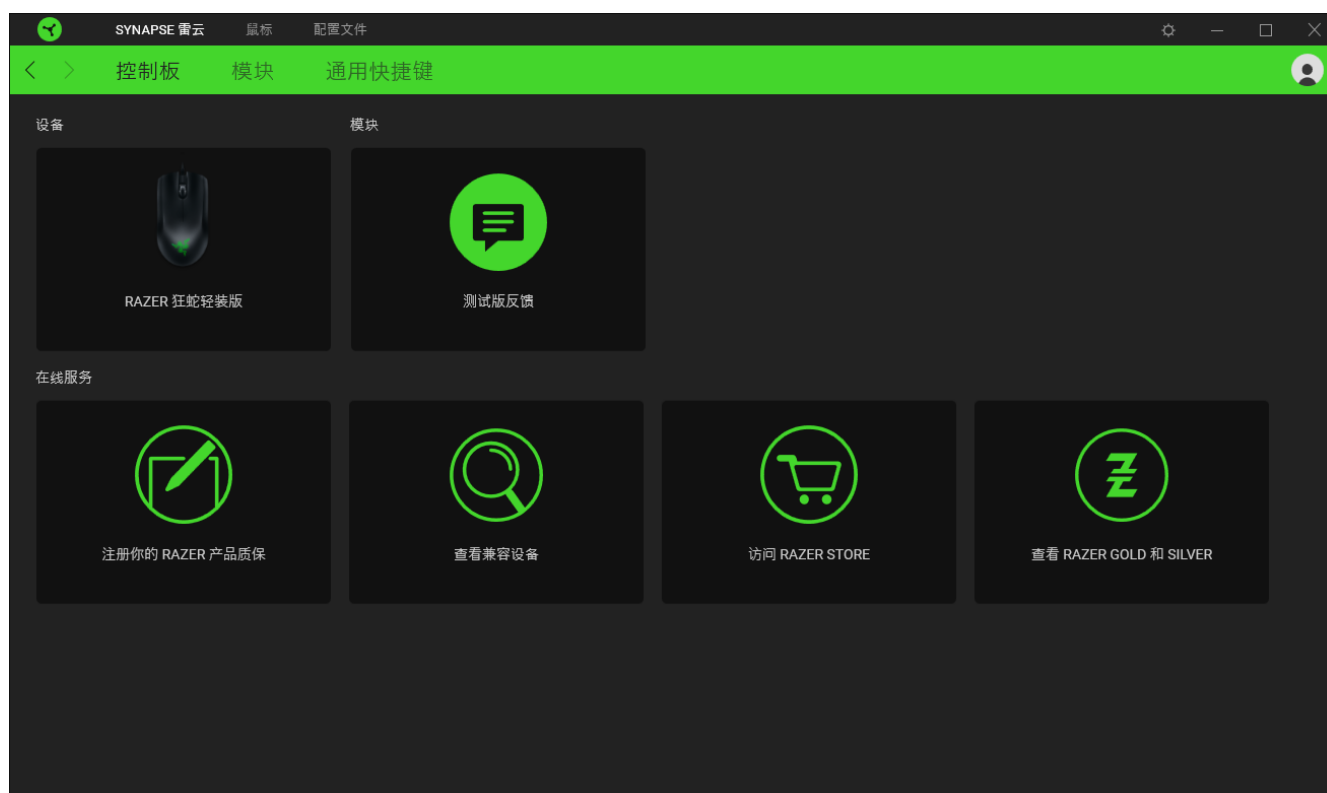 SYNAPSE 雷云 鼠标 配置文件
控制板 模块 通用快捷键
设备 模块
RAZER 狂蛇轻装版 测试版反馈
在线服务
注册你的 RAZER 产品质保 查看兼容设备 访问 RAZER STORE 查看 RAZER GOLD 和 SILVER